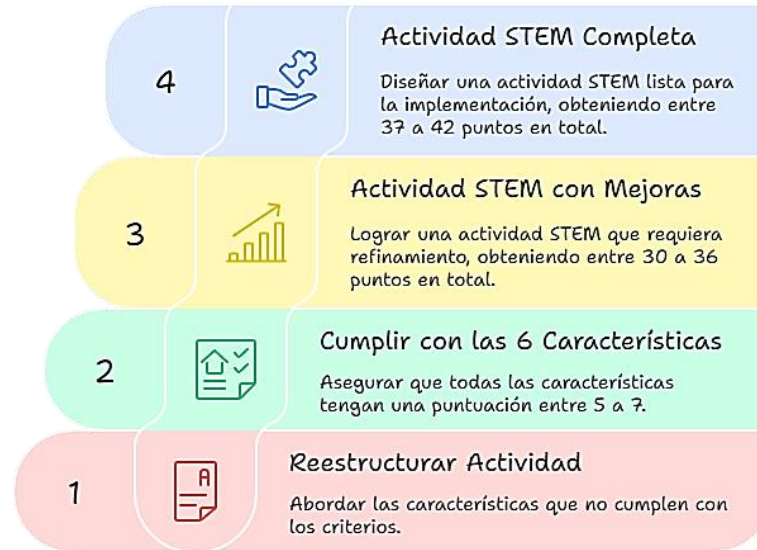 4
Actividad STEM Completa
Diseñar una actividad STEM lista para
la implementación, obteniendo entre
37 a 42 puntos en total.
3
Actividad STEM con Mejoras
Lograr una actividad STEM que requiera
refinamiento, obteniendo entre 30 a 36
puntos en total.
2
Cumplir con las 6 Características
Asegurar que todas las características
tengan una puntuación entre 5 a 7.
1
A
Reestructurar Actividad
Abordar las características que no cumplen con
los criterios.